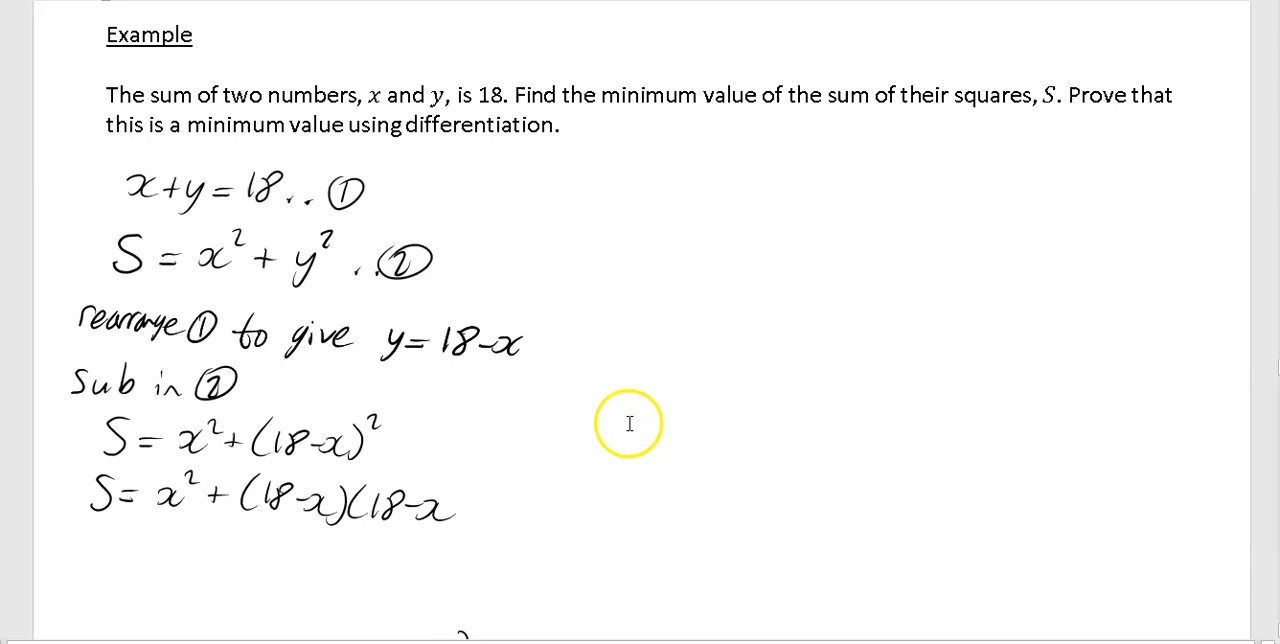 Example
The sum of two numbers, x and y, is 18. Find the minimum value of the sum of their squares, S. Prove that
this is a minimum value using differentiation.
x+y=18... ①
S = x² + y² ... ②
rearrange ① to give y=18-x
Sub in ②
S= x²+(18-x)²
S= x²+(18-x)(18-x